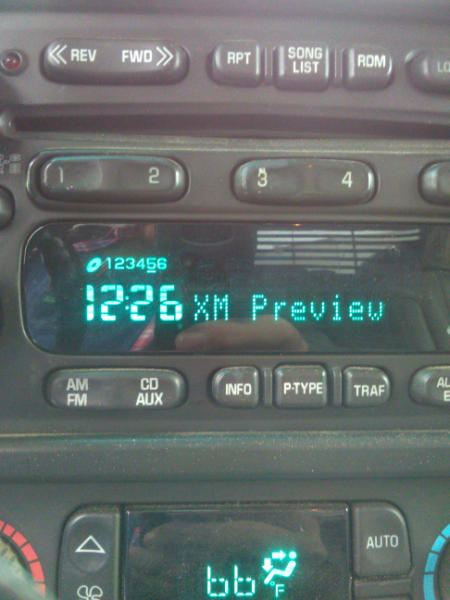 REV FWD RPT SONG LIST RDM
1 2 3 4
123456
12:26 XM Preview
AM FM CD AUX INFO P-TYPE TRAF
AUTO
66 °F